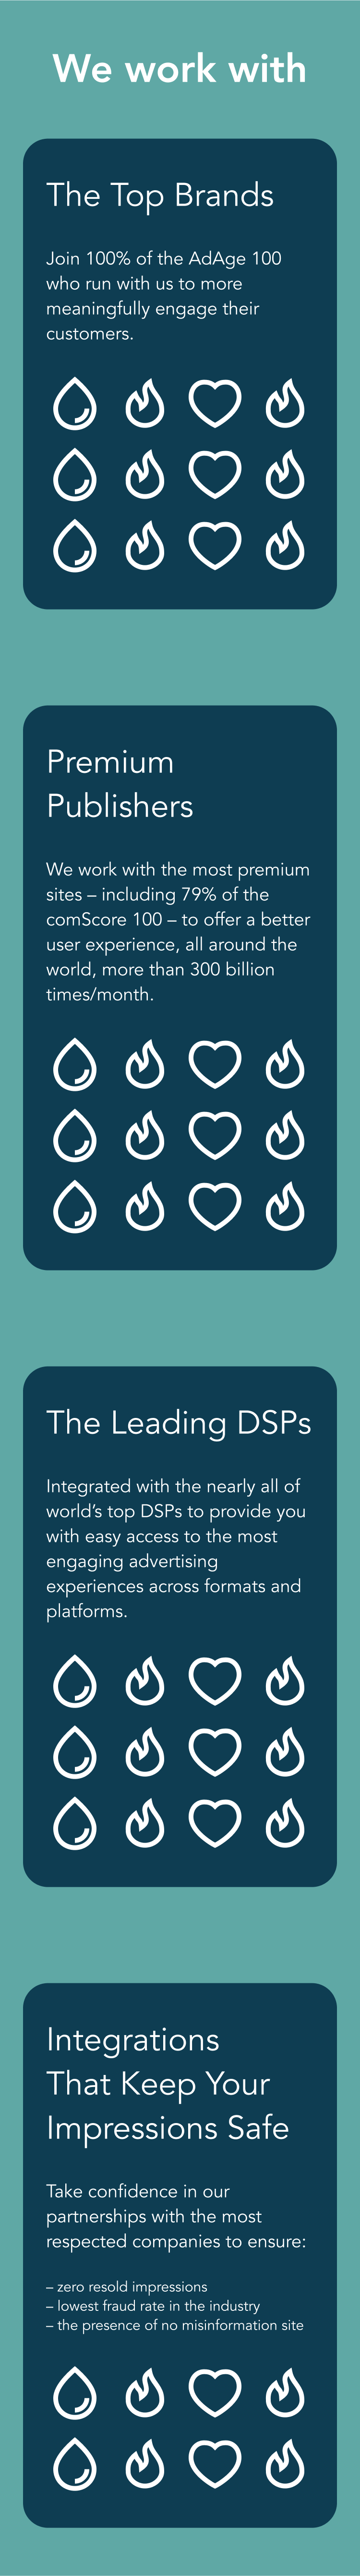 We work with
The Top Brands
Join 100% of the AdAge 100
who run with us to more
meaningfully engage their
customers.
Premium
Publishers
We work with the most premium
sites – including 79% of the
comScore 100 – to offer a better
user experience, all around the
world, more than 300 billion
times/month.
The Leading DSPs
Integrated with the nearly all of
world’s top DSPs to provide you
with easy access to the most
engaging advertising
experiences across formats and
platforms.
Integrations
That Keep Your
Impressions Safe
Take confidence in our
partnerships with the most
respected companies to ensure:
– zero resold impressions
– lowest fraud rate in the industry
– the presence of no misinformation site